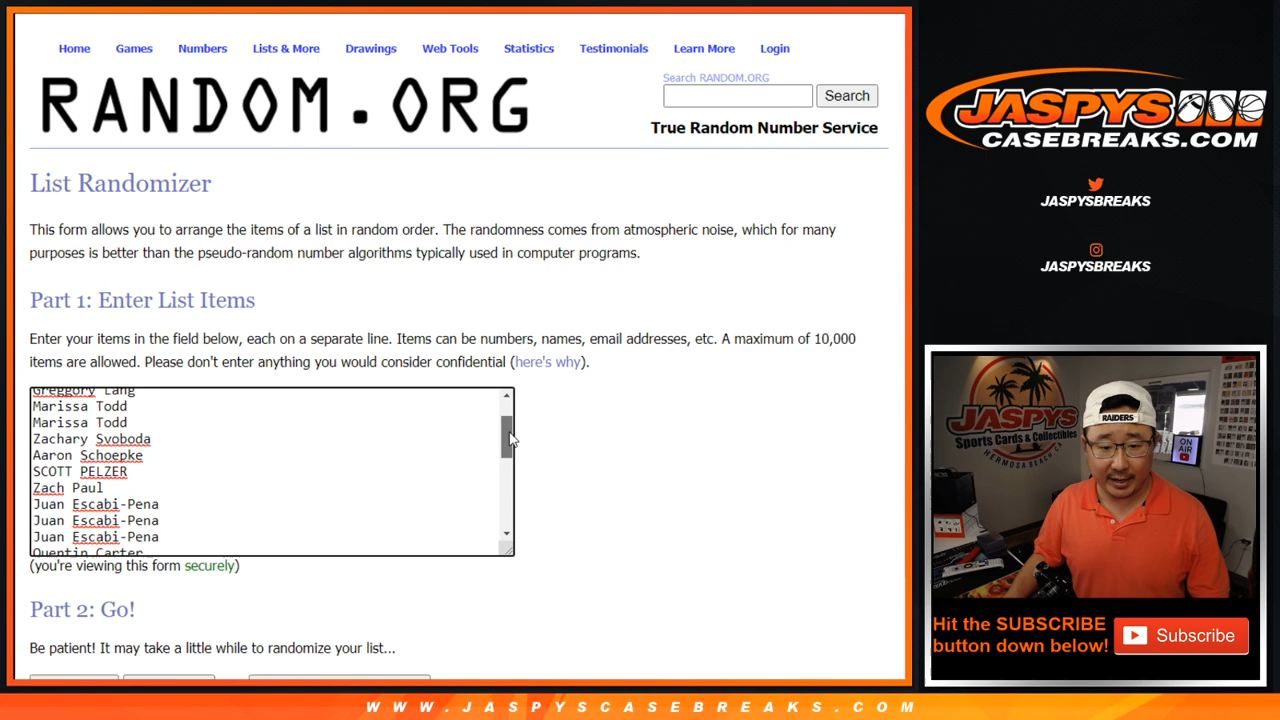 Home Games Numbers Lists & More Drawings Web Tools Statistics Testimonials Learn More Login
RANDOM.ORG
Search RANDOM.ORG
Search
True Random Number Service
List Randomizer
This form allows you to arrange the items of a list in random order. The randomness comes from atmospheric noise, which for many
purposes is better than the pseudo-random number algorithms typically used in computer programs.
Part 1: Enter List Items
Enter your items in the field below, each on a separate line. Items can be numbers, names, email addresses, etc. A maximum of 10,000
items are allowed. Please don't enter anything you would consider confidential (here's why).
Greggory Lang
Marissa Todd
Marissa Todd
Zachary Svoboda
Aaron Schoepke
SCOTT PELZER
Zach Paul
Juan Escabi-Pena
Juan Escabi-Pena
Juan Escabi-Pena
Quentin Carter
(you're viewing this form securely)
Part 2: Go!
Be patient! It may take a little while to randomize your list...
JASPYS
CASEBREAKS.COM
JASPYSBREAKS
JASPYSBREAKS
JASPYS
Sports Cards & Collectibles
HERMOSA BEACH, CA
RAIDERS
ON AIR
Hit the SUBSCRIBE
button down below!
Subscribe
WWW.JASPYSCASEBREAKS.COM